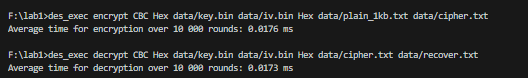 F:\lab1>des_exec encrypt CBC Hex data/key.bin data/iv.bin Hex data/plain_1kb.txt data/cipher.txt
Average time for encryption over 10 000 rounds: 0.0176 ms
F:\lab1>des_exec decrypt CBC Hex data/key.bin data/iv.bin Hex data/cipher.txt data/recover.txt
Average time for decryption over 10 000 rounds: 0.0173 ms